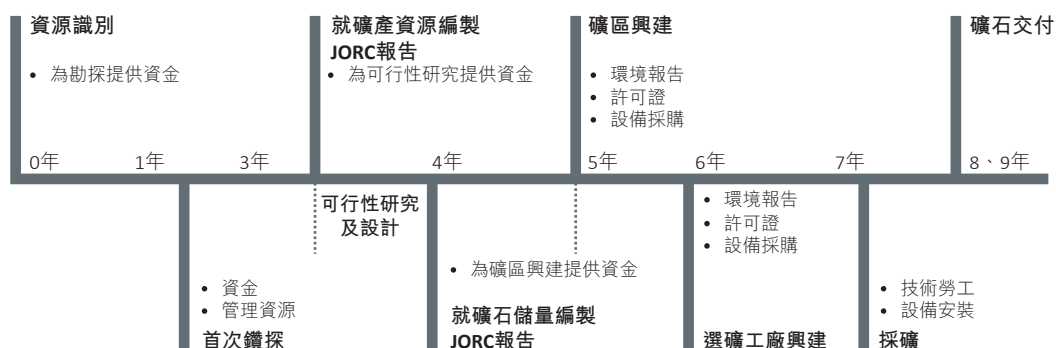 資源識別
• 為勘探提供資金
就礦產資源編製
JORC報告
• 為可行性研究提供資金
礦區興建
• 環境報告
• 許可證
• 設備採購
礦石交付
0年
1年
3年
4年
5年
6年
7年
8、9年
• 資金
• 管理資源
首次鑽探
可行性研究
及設計
• 為礦區興建提供資金
就礦石儲量編製
JORC報告
• 環境報告
• 許可證
• 設備採購
選礦工廠興建
• 技術勞工
• 設備安裝
採礦